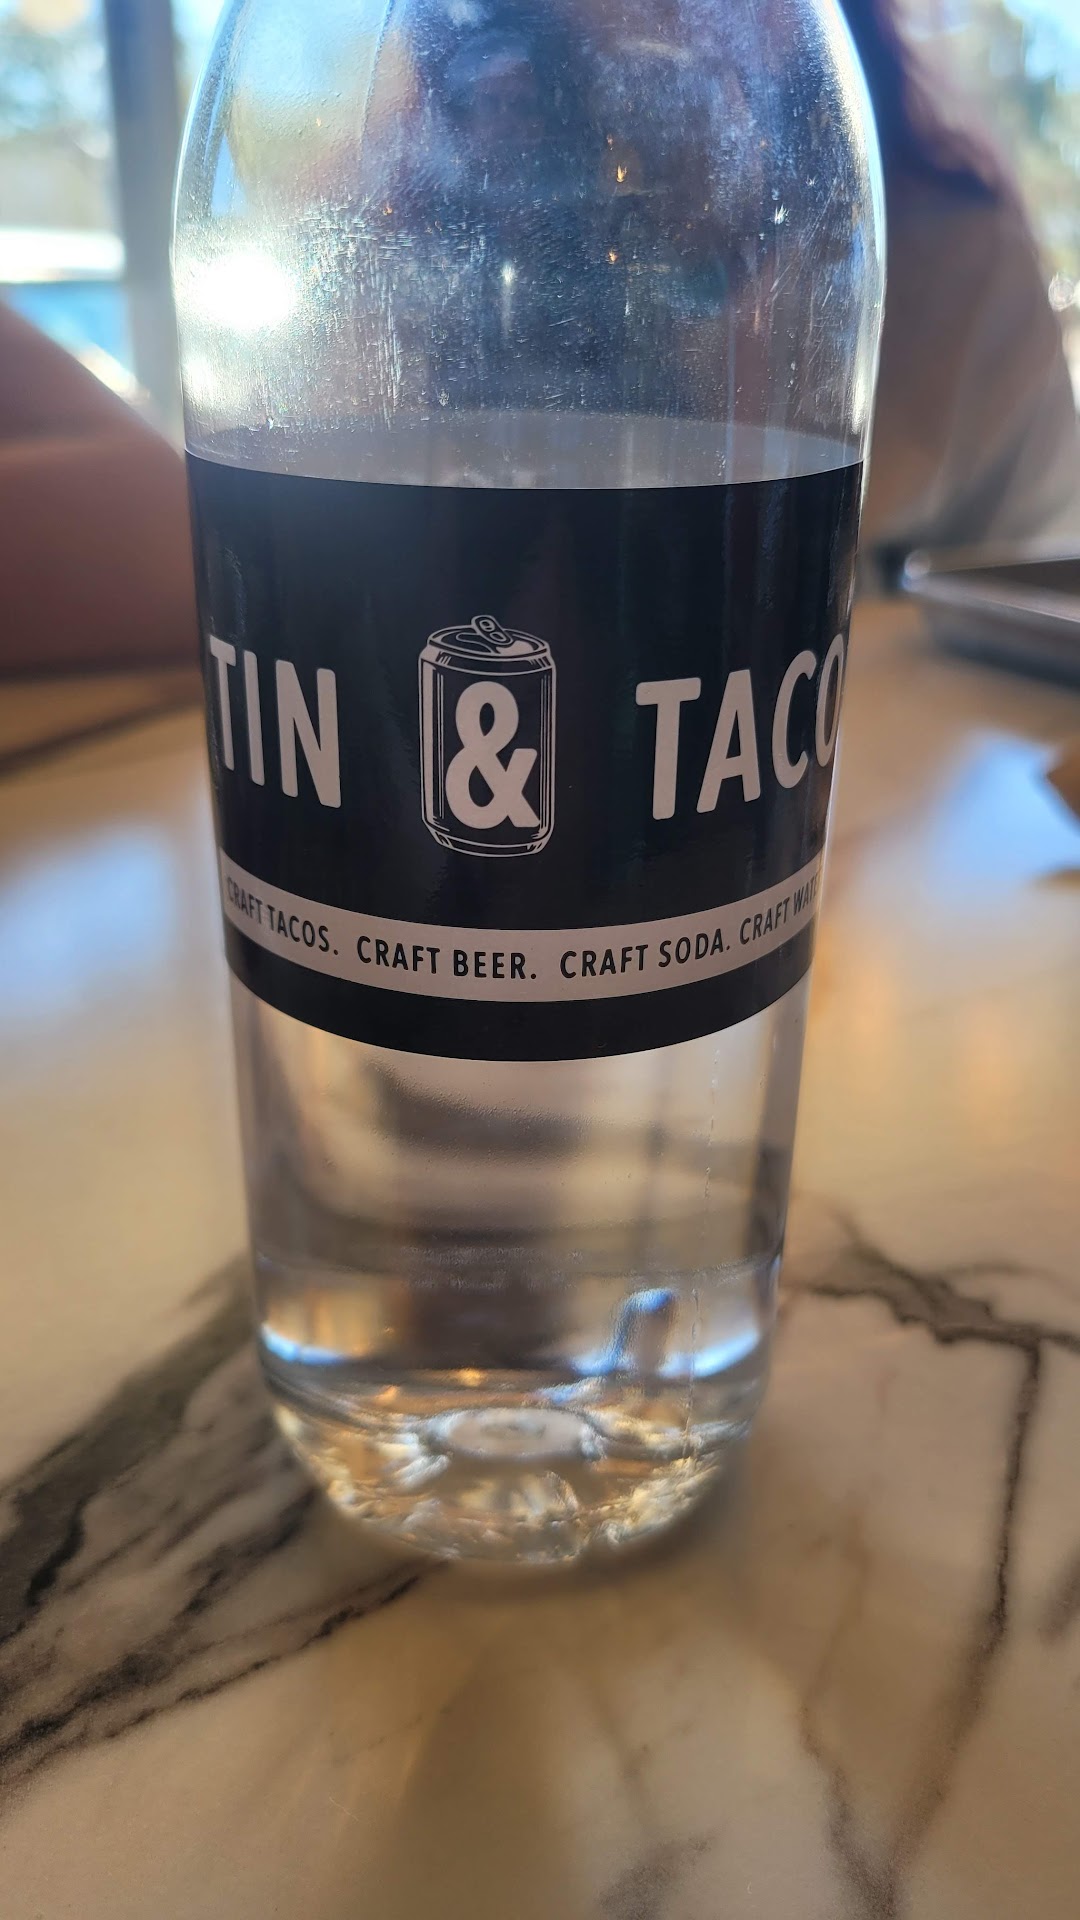 TIN & TACO
CRAFT TACOS. CRAFT BEER. CRAFT SODA. CRAFT